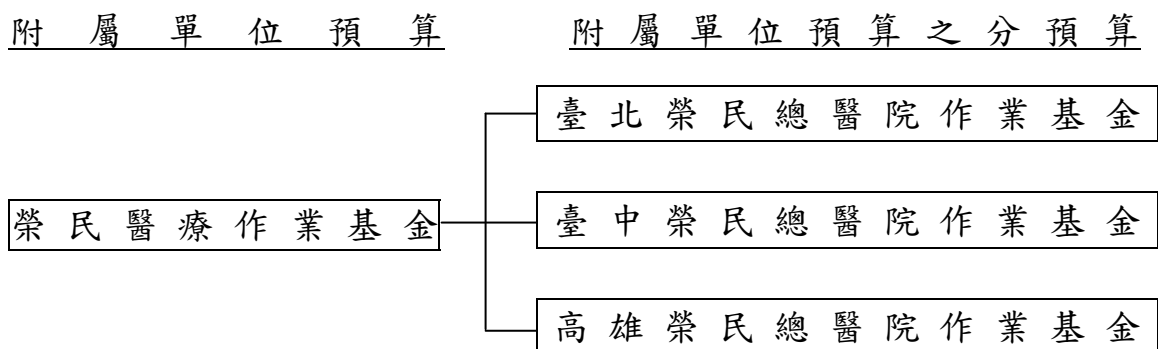 附屬單位預算
附屬單位預算之分預算
臺北榮民總醫院作業基金
榮民醫療作業基金
臺中榮民總醫院作業基金
高雄榮民總醫院作業基金